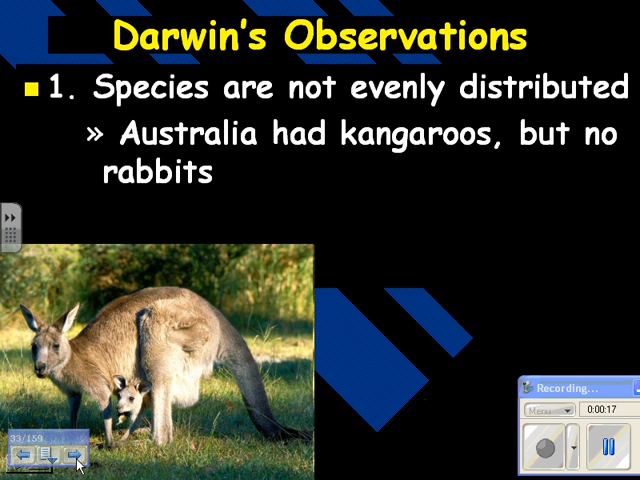 Darwin's Observations
1. Species are not evenly distributed
» Australia had kangaroos, but no
rabbits
33/159
Recording...
Menu
0:00:17